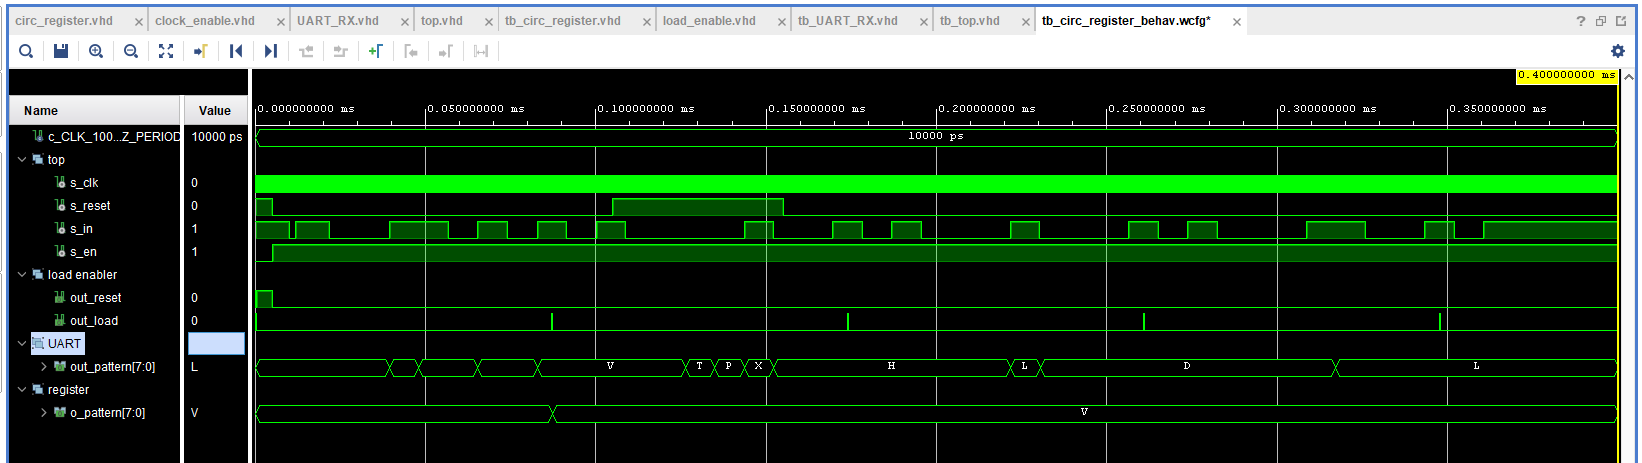 circ_register.vhd × clock_enable.vhd × UART_RX.vhd × top.vhd × tb_circ_register.vhd × load_enable.vhd × tb_UART_RX.vhd × tb_top.vhd × tb_circ_register_behav.wcfg* × ?
0.400000000 ms
Name Value 0.000000000 ms 0.050000000 ms 0.100000000 ms 0.150000000 ms 0.200000000 ms 0.250000000 ms 0.300000000 ms 0.350000000 ms
c_CLK_100...Z_PERIOD 10000 ps 10000 ps
top
s_clk 0
s_reset 0
s_in 1
s_en 1
load enabler
out_reset 0
out_load 0
UART
out_pattern[7:0] L V T P X H L D L
register
o_pattern[7:0] V V